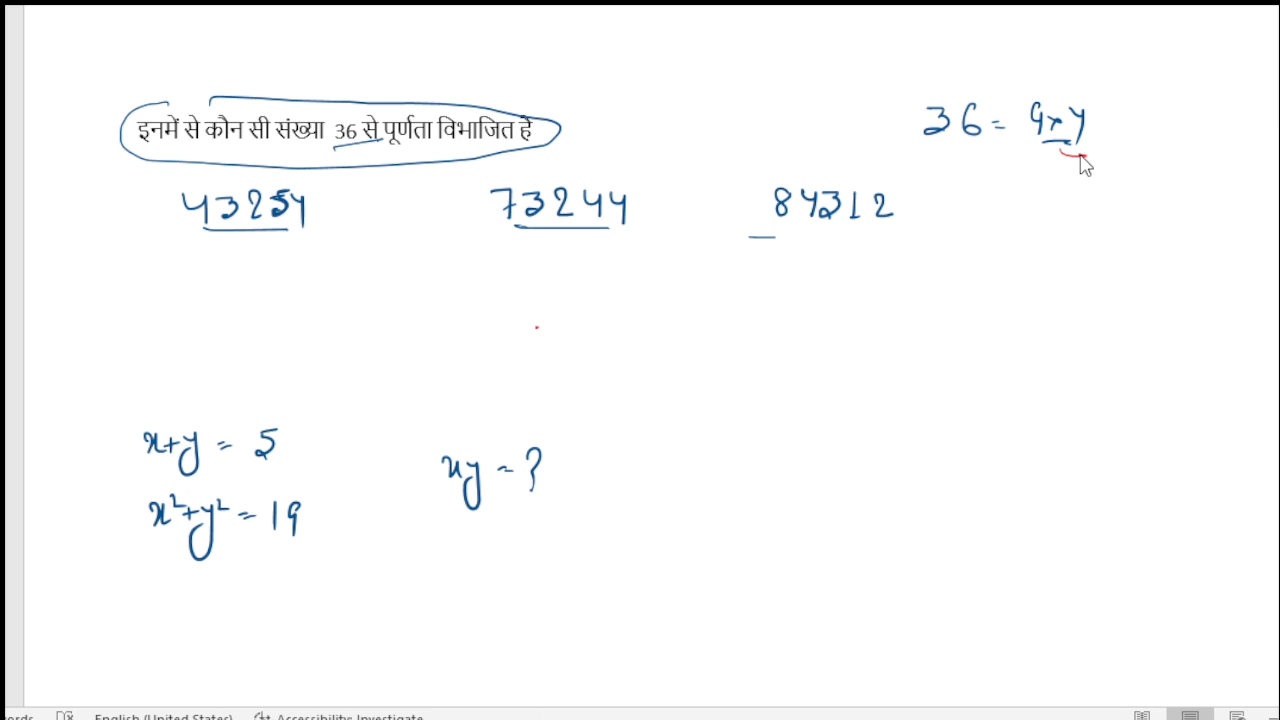 इनमें से कौन सी संख्या 36 से पूर्णता विभाजित है
36 = 9×4
43254
73244
84312
x+y = 5
xy = ?
x²+y² = 19
English (United States)
Accessibility: Investigate